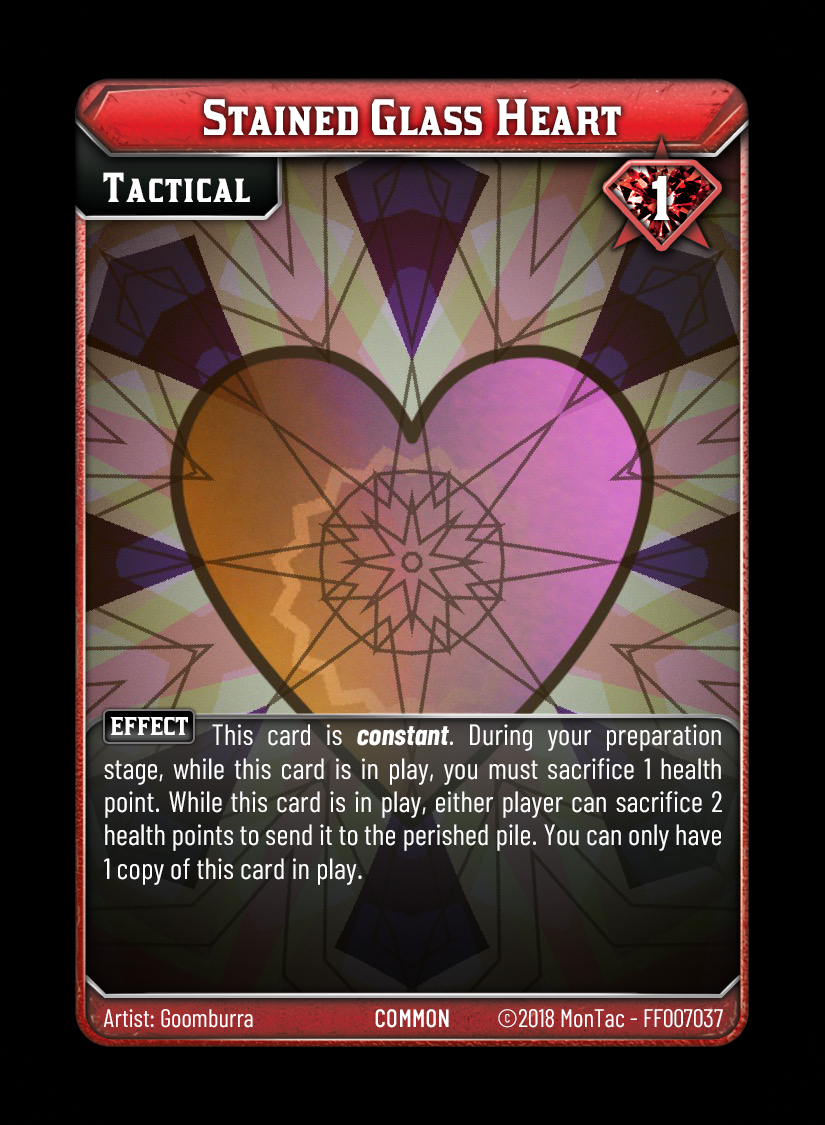 Stained Glass Heart
Tactical
1
EFFECT This card is constant. During your preparation
stage, while this card is in play, you must sacrifice 1 health
point. While this card is in play, either player can sacrifice 2
health points to send it to the perished pile. You can only have
1 copy of this card in play.
Artist: Goomburra COMMON ©2018 MonTac - FF007037